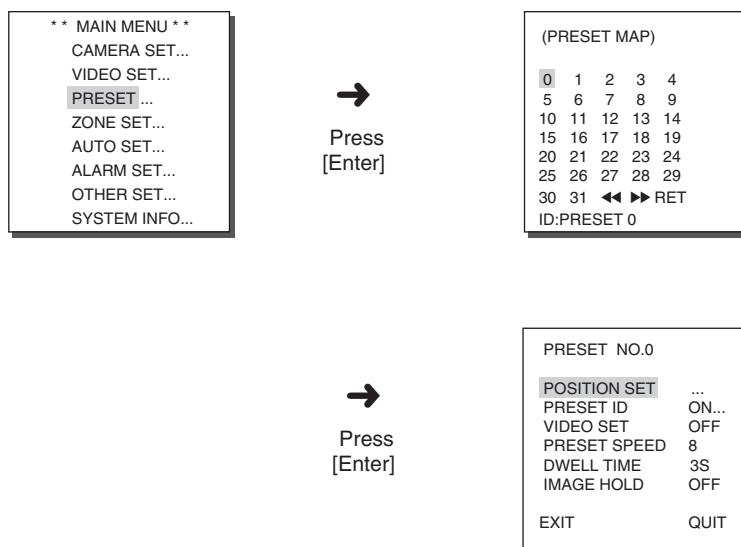 * * MAIN MENU * *
CAMERA SET...
VIDEO SET...
PRESET ...
ZONE SET...
AUTO SET...
ALARM SET...
OTHER SET...
SYSTEM INFO...
Press
[Enter]
(PRESET MAP)
0 1 2 3 4
5 6 7 8 9
10 11 12 13 14
15 16 17 18 19
20 21 22 23 24
25 26 27 28 29
30 31 ◀◀ ▶▶ RET
ID:PRESET 0
Press
[Enter]
PRESET NO.0
POSITION SET ...
PRESET ID ON...
VIDEO SET OFF
PRESET SPEED 8
DWELL TIME 3S
IMAGE HOLD OFF
EXIT QUIT